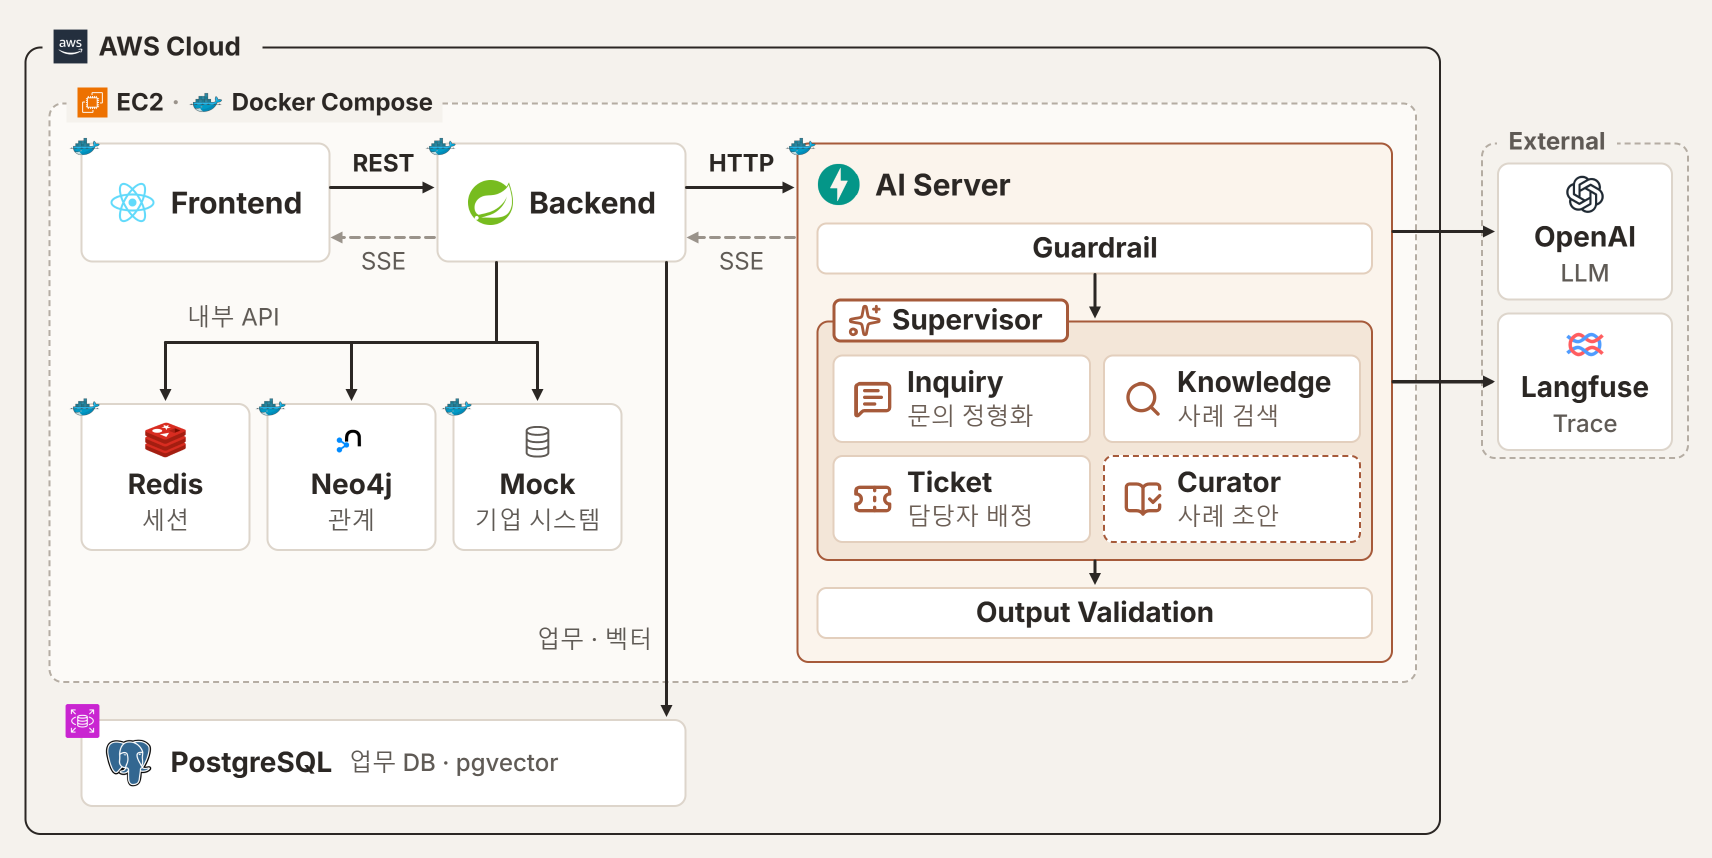 aws
AWS Cloud
EC2 · Docker Compose
Frontend
REST
SSE
Backend
HTTP
SSE
AI Server
Guardrail
Supervisor
Inquiry
문의 정형화
Knowledge
사례 검색
Ticket
담당자 배정
Curator
사례 초안
Output Validation
External
OpenAI
LLM
Langfuse
Trace
내부 API
Redis
세션
Neo4j
관계
Mock
기업 시스템
업무 · 벡터
PostgreSQL 업무 DB · pgvector